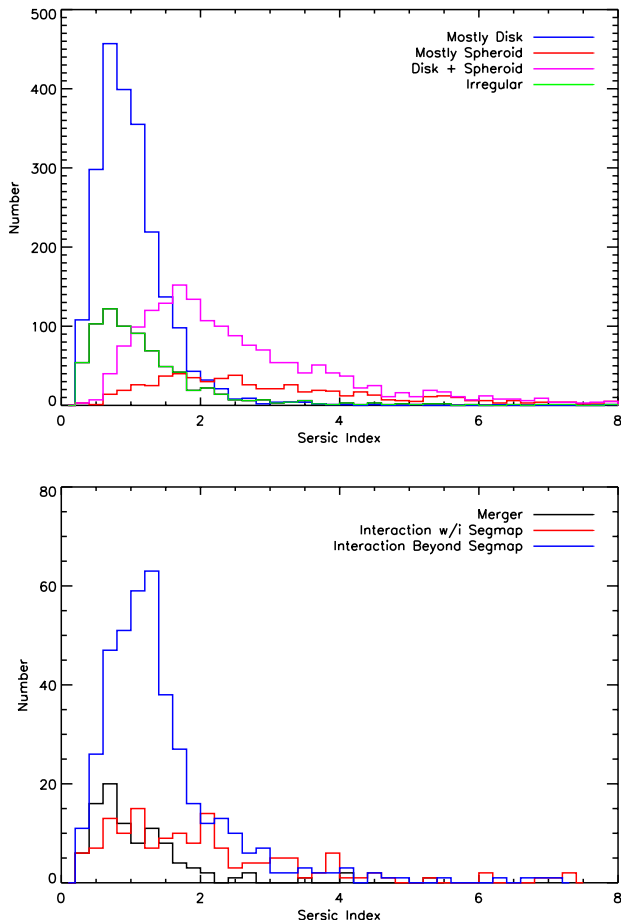 500
400
300
200
100
0
Number
Mostly Disk
Mostly Spheroid
Disk + Spheroid
Irregular
0
2
4
6
8
Sersic Index
80
60
40
20
0
Number
Merger
Interaction w/i Segmap
Interaction Beyond Segmap
0
2
4
6
8
Sersic Index